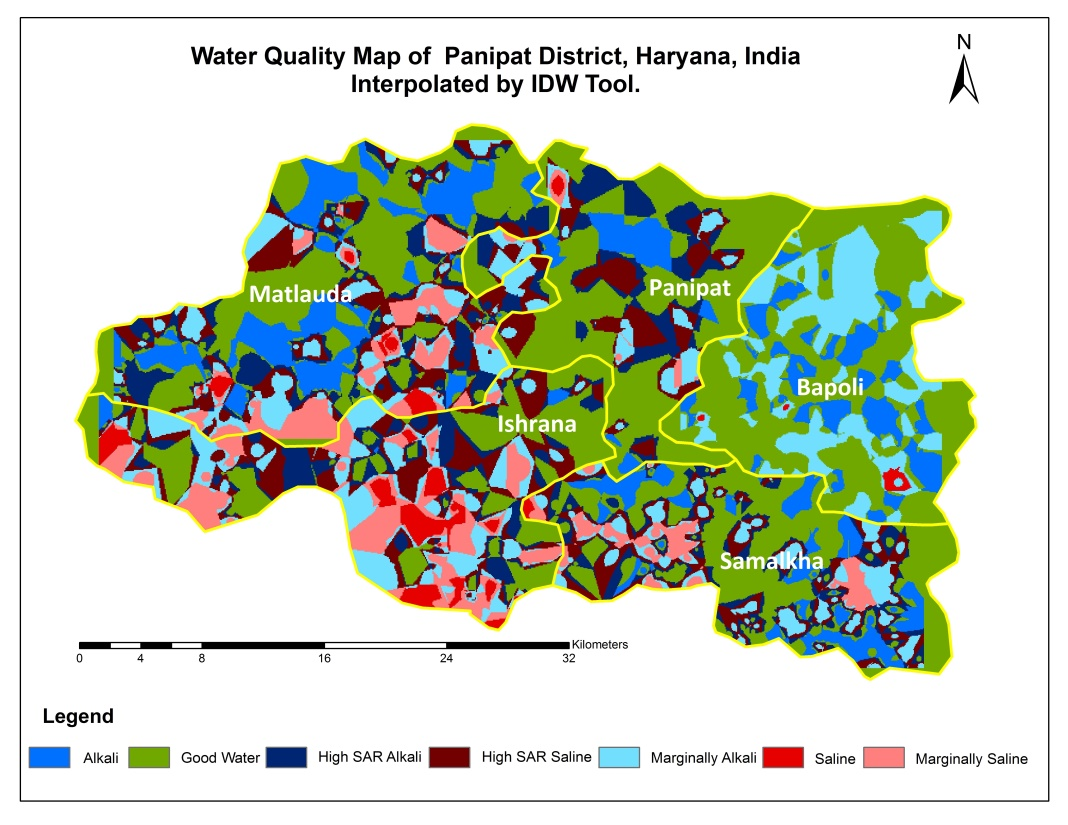 Water Quality Map of Panipat District, Haryana, India
Interpolated by IDW Tool.
N
Matlauda
Panipat
Bapoli
Ishrana
Samalkha
Kilometers
0 4 8 16 24 32
Legend
Alkali Good Water High SAR Alkali High SAR Saline Marginally Alkali Saline Marginally Saline